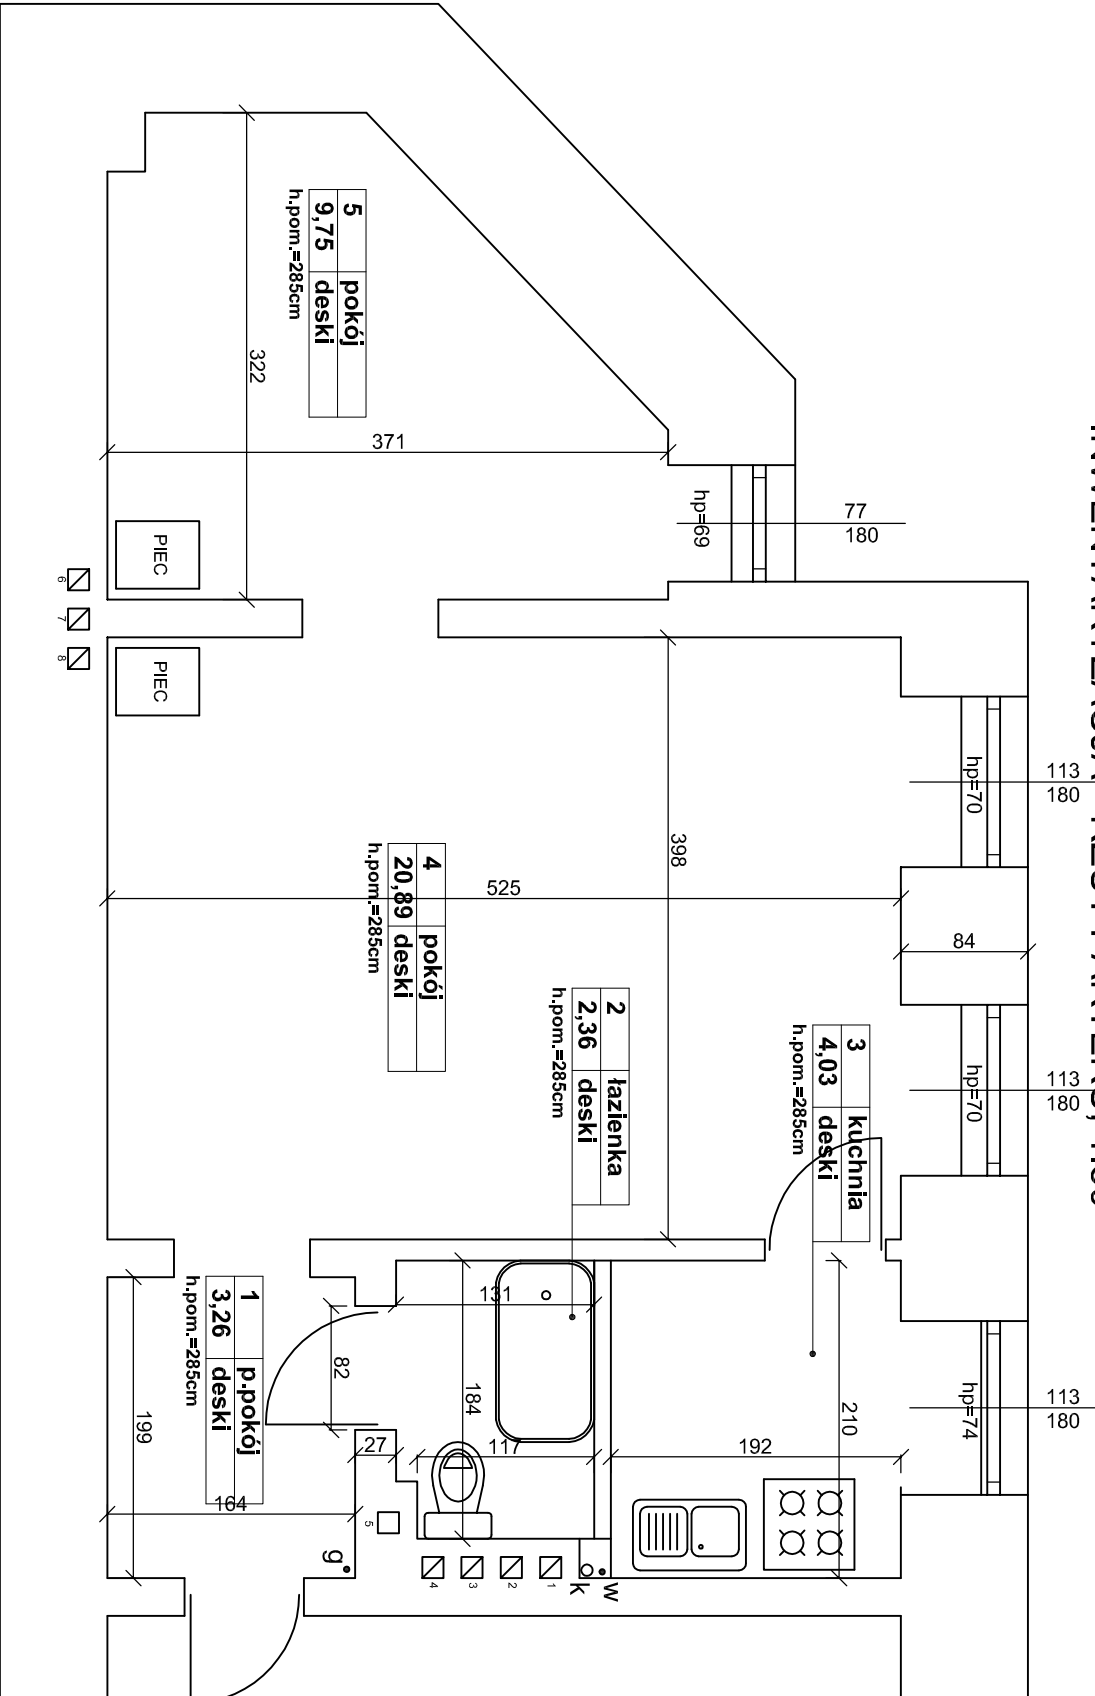 5 pokój
9,75 deski
h.pom.=285cm
322
371
hp=69
77
180
PIEC
6
7
8
PIEC
113
180
hp=70
398
4 pokój
20,89 deski
h.pom.=285cm
525
84
2 łazienka
2,36 deski
h.pom.=285cm
3 kuchnia
4,03 deski
h.pom.=285cm
113
180
hp=70
1 p.pokój
3,26 deski
h.pom.=285cm
131
82
184
210
199
27
117
192
164
113
180
hp=74
5
g
4
3
2
1
k
w